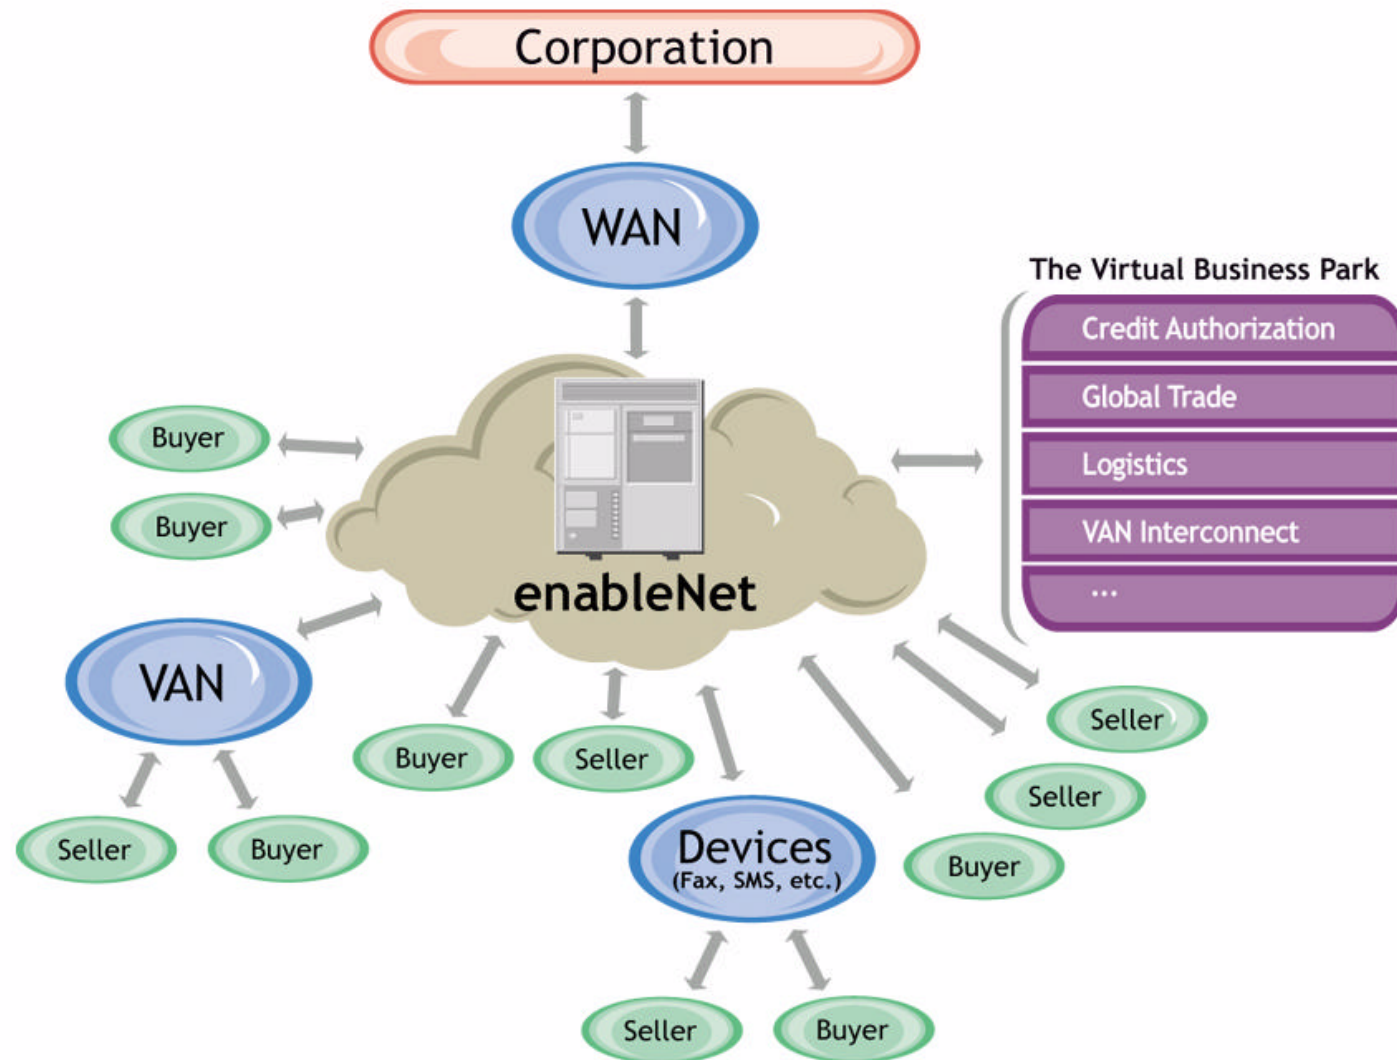 Corporation
WAN
The Virtual Business Park
Credit Authorization
Global Trade
Logistics
VAN Interconnect
...
Buyer
Buyer
enableNet
VAN
Buyer
Seller
Seller
Seller
Buyer
Seller
Buyer
Devices
(Fax, SMS, etc.)
Seller
Buyer